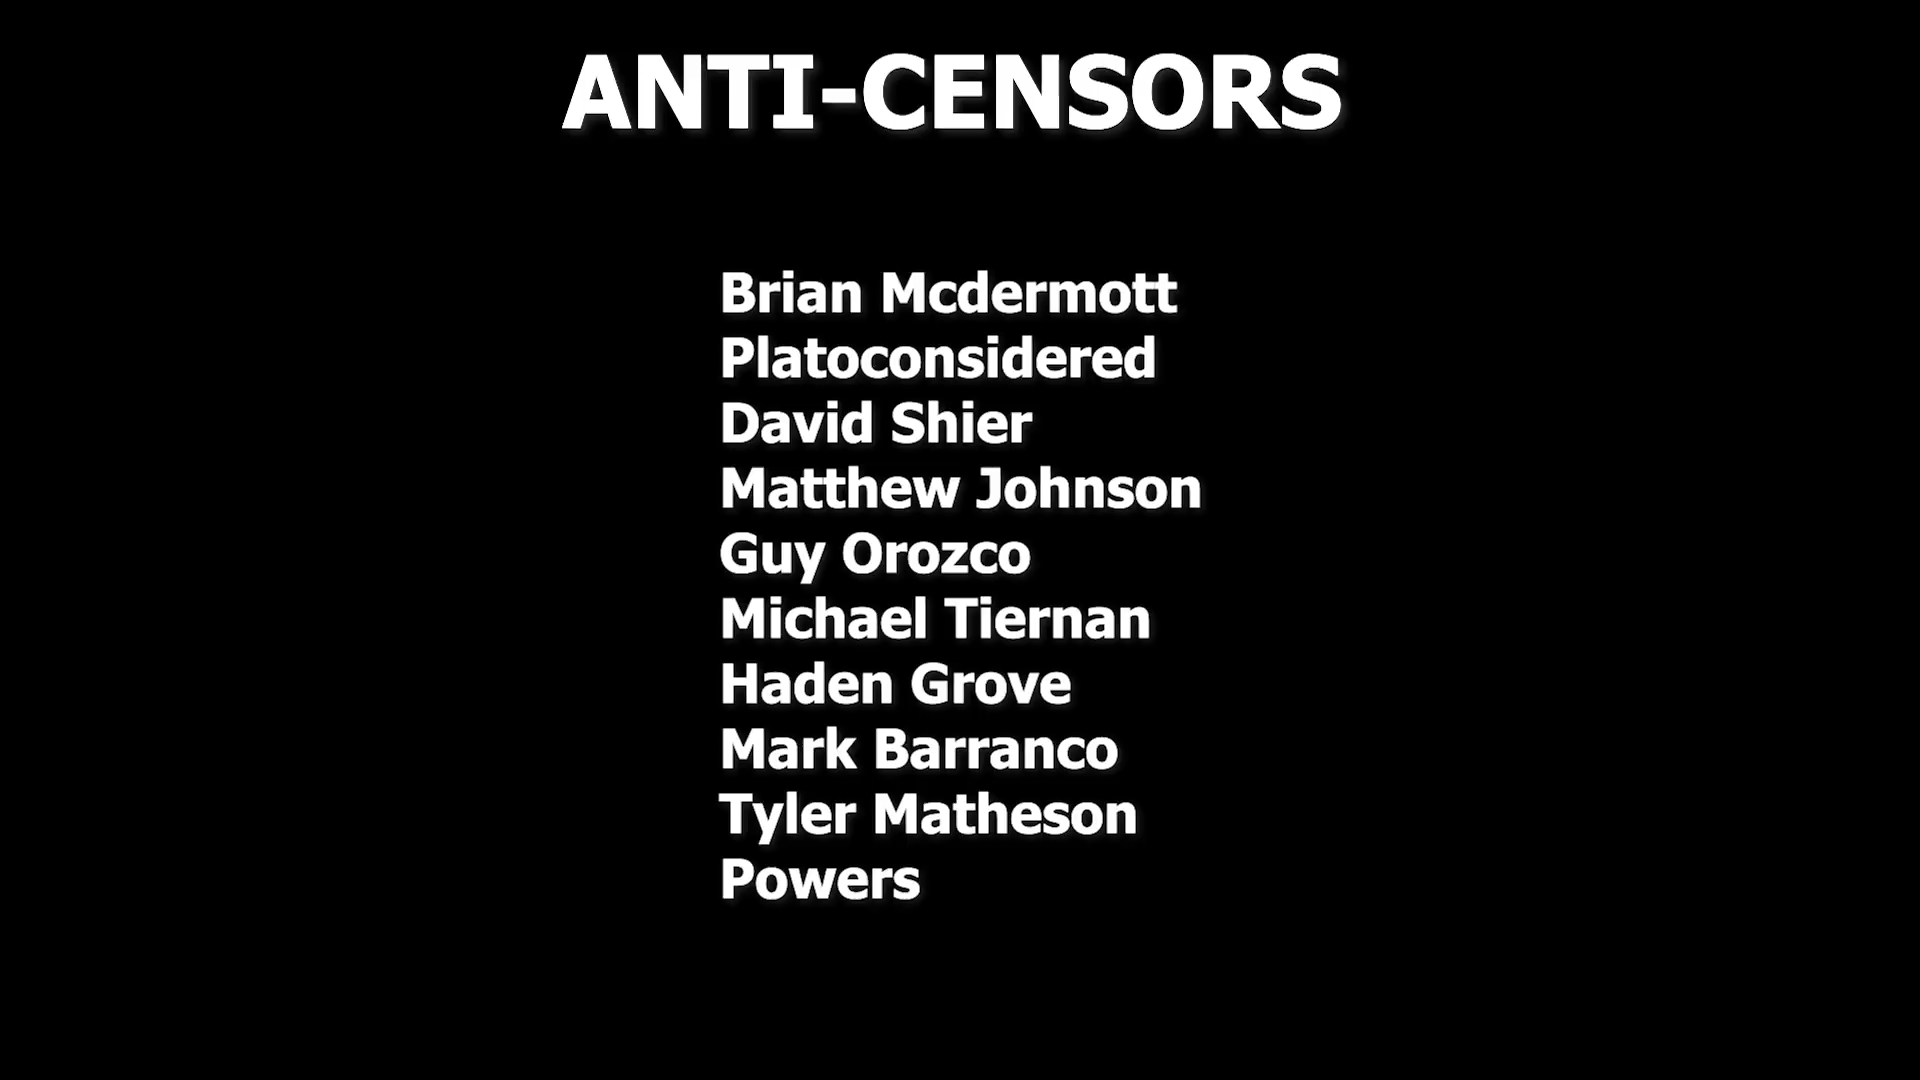 ANTI-CENSORS
Brian Mcdermott
Platoconsidered
David Shier
Matthew Johnson
Guy Orozco
Michael Tiernan
Haden Grove
Mark Barranco
Tyler Matheson
Powers